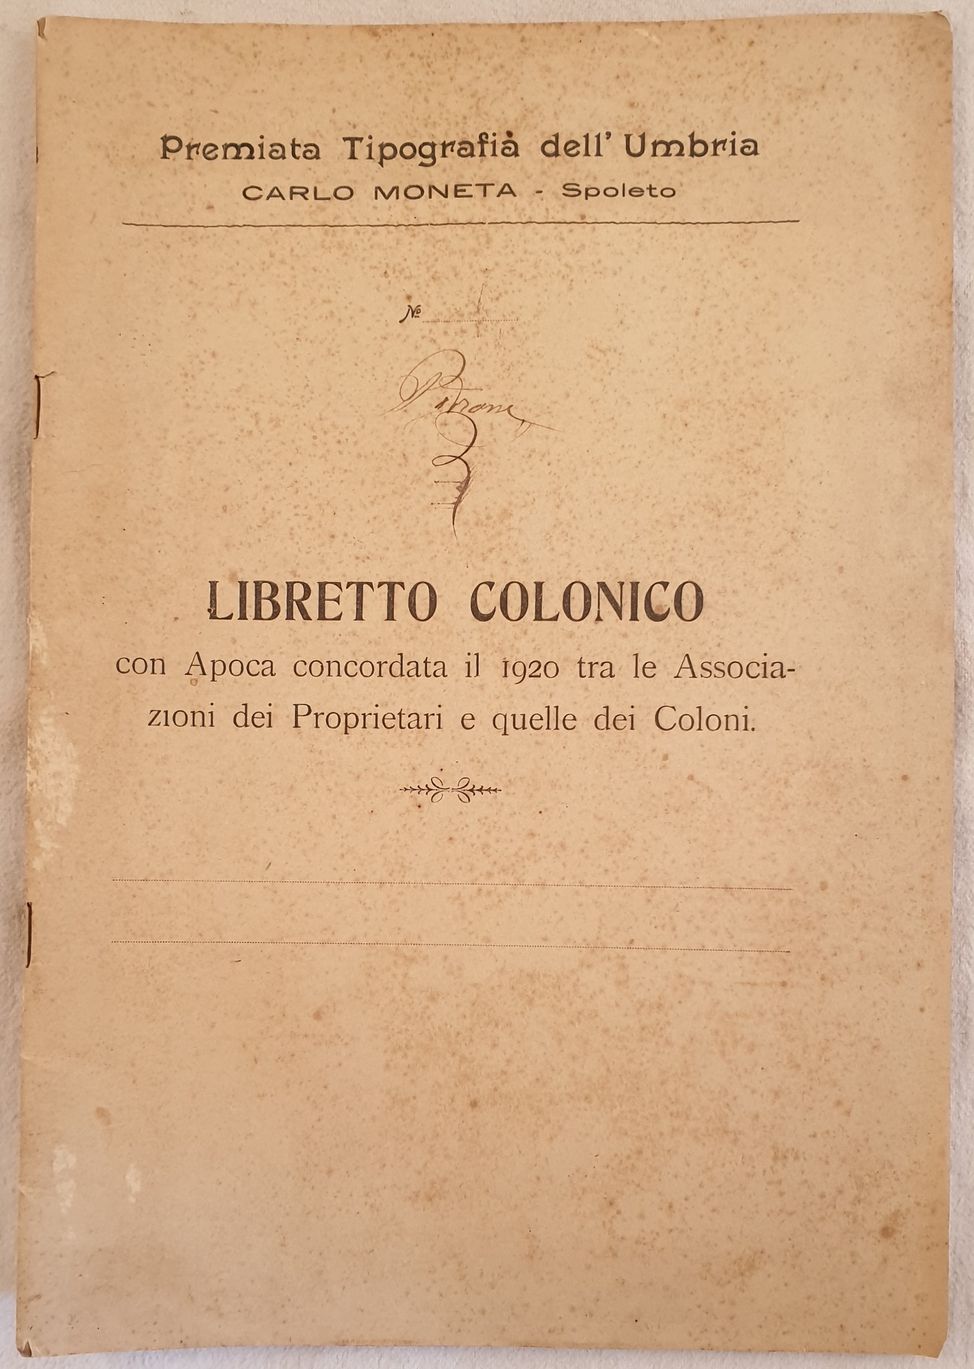 Premiata Tipografia dell' Umbria
CARLO MONETA - Spoleto
№
LIBRETTO COLONICO
con Apoca concordata il 1920 tra le Associa-
zioni dei Proprietari e quelle dei Coloni.